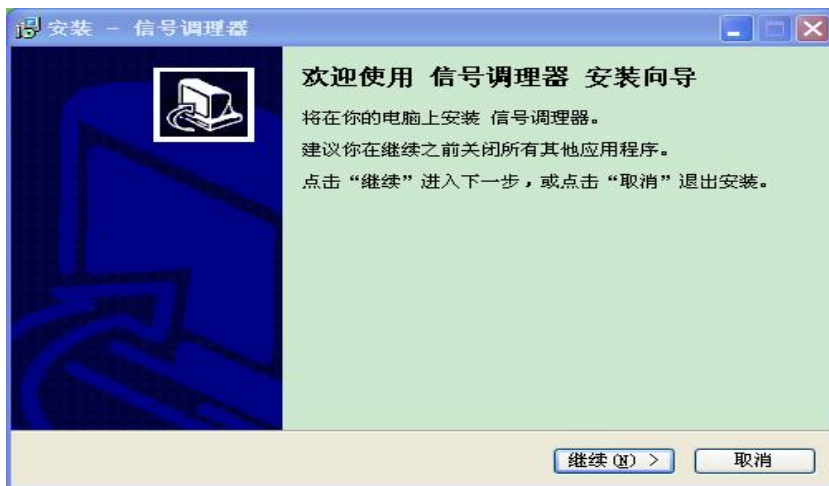 安装 - 信号调理器
欢迎使用 信号调理器 安装向导
将在你的电脑上安装 信号调理器。
建议你在继续之前关闭所有其他应用程序。
点击“继续”进入下一步，或点击“取消”退出安装。
继续(N) >
取消